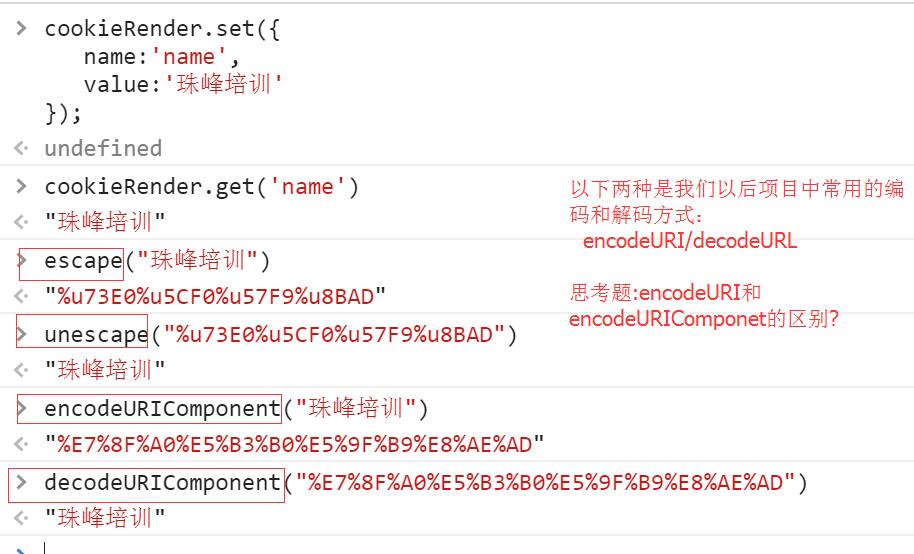 > cookieRender.set({
name:'name',
value:'珠峰培训'
});
<· undefined
> cookieRender.get('name')
<· "珠峰培训"
> escape("珠峰培训")
<· "%u73E0%u5CF0%u57F9%u8BAD"
> unescape("%u73E0%u5CF0%u57F9%u8BAD")
<· "珠峰培训"
> encodeURIComponent("珠峰培训")
<· "%E7%8F%A0%E5%B3%B0%E5%9F%B9%E8%AE%AD"
> decodeURIComponent("%E7%8F%A0%E5%B3%B0%E5%9F%B9%E8%AE%AD")
<· "珠峰培训"
>
以下两种是我们以后项目中常用的编
码和解码方式：
encodeURI/decodeURL
思考题:encodeURI和
encodeURIComponet的区别?